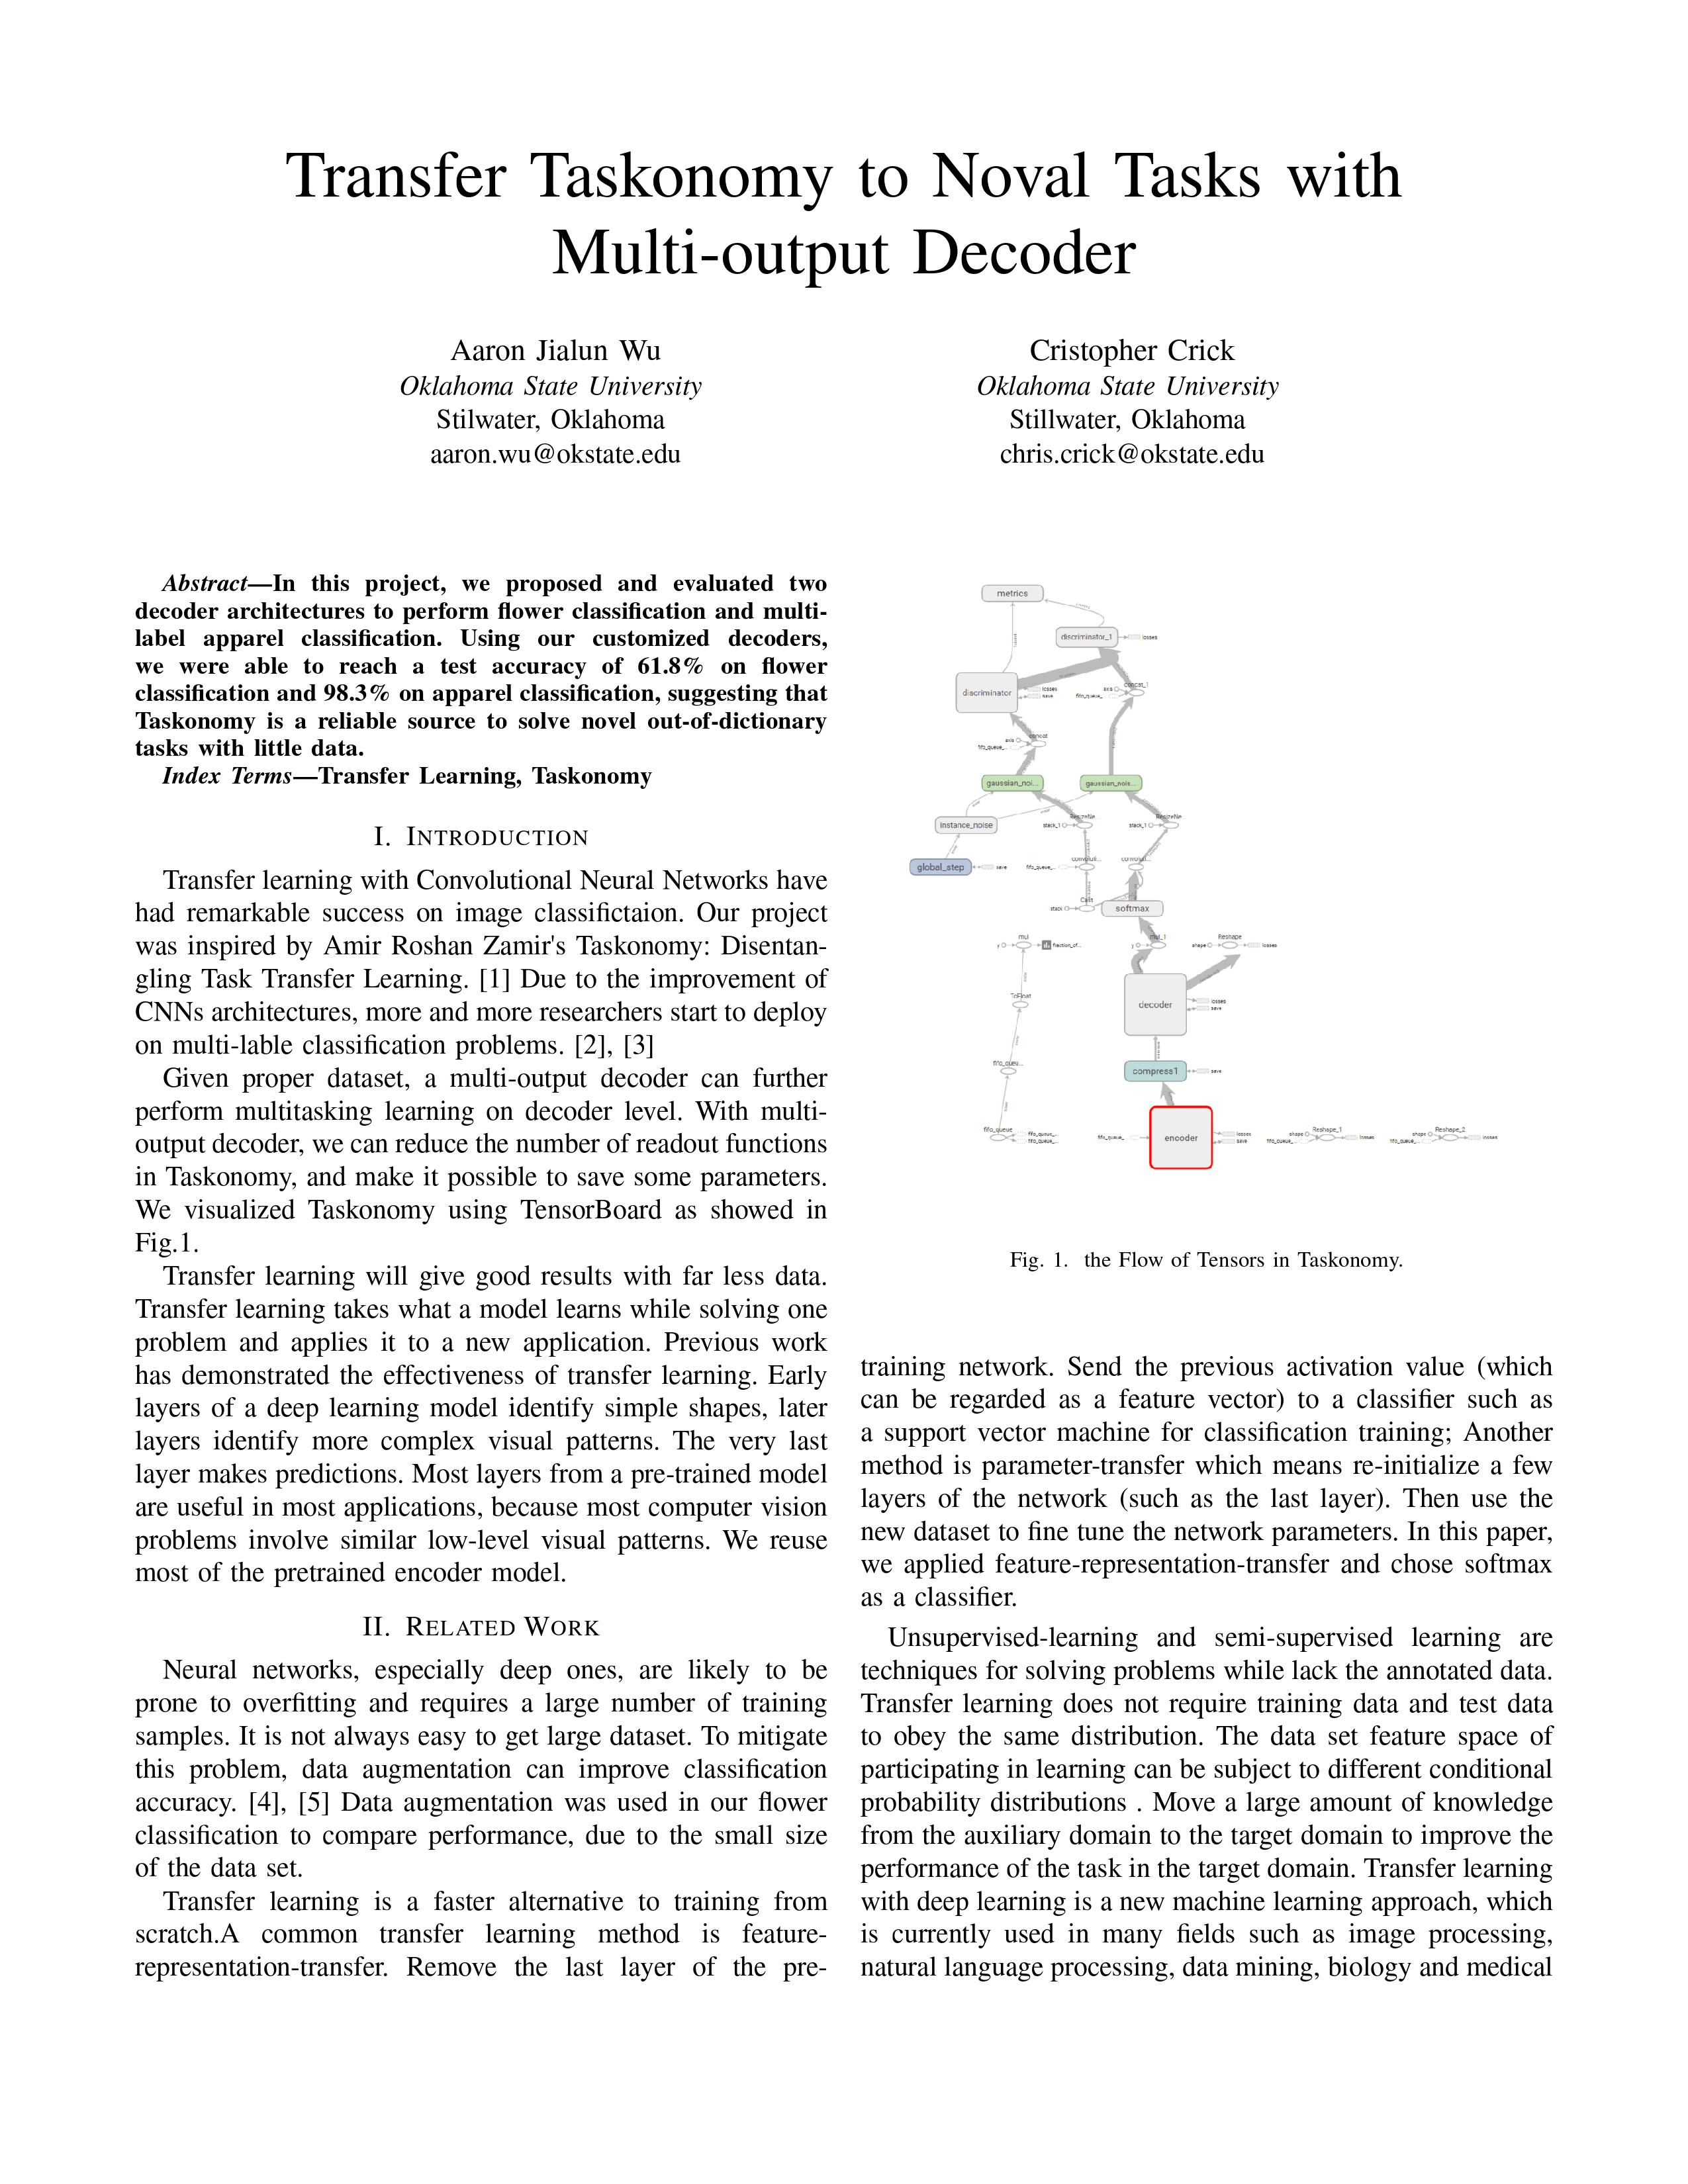 Transfer Taskonomy to Noval Tasks with
Multi-output Decoder
Aaron Jialun Wu
Oklahoma State University
Stilwater, Oklahoma
aaron.wu@okstate.edu
Cristopher Crick
Oklahoma State University
Stillwater, Oklahoma
chris.crick@okstate.edu
Abstract—In this project, we proposed and evaluated two
decoder architectures to perform flower classification and multi-
label apparel classification. Using our customized decoders,
we were able to reach a test accuracy of 61.8% on flower
classification and 98.3% on apparel classification, suggesting that
Taskonomy is a reliable source to solve novel out-of-dictionary
tasks with little data.
Index Terms—Transfer Learning, Taskonomy
I. INTRODUCTION
Transfer learning with Convolutional Neural Networks have
had remarkable success on image classifictaion. Our project
was inspired by Amir Roshan Zamir's Taskonomy: Disentan-
gling Task Transfer Learning. [1] Due to the improvement of
CNNs architectures, more and more researchers start to deploy
on multi-lable classification problems. [2], [3]
Given proper dataset, a multi-output decoder can further
perform multitasking learning on decoder level. With multi-
output decoder, we can reduce the number of readout functions
in Taskonomy, and make it possible to save some parameters.
We visualized Taskonomy using TensorBoard as showed in
Fig.1.
Transfer learning will give good results with far less data.
Transfer learning takes what a model learns while solving one
problem and applies it to a new application. Previous work
has demonstrated the effectiveness of transfer learning. Early
layers of a deep learning model identify simple shapes, later
layers identify more complex visual patterns. The very last
layer makes predictions. Most layers from a pre-trained model
are useful in most applications, because most computer vision
problems involve similar low-level visual patterns. We reuse
most of the pretrained encoder model.
II. RELATED WORK
Neural networks, especially deep ones, are likely to be
prone to overfitting and requires a large number of training
samples. It is not always easy to get large dataset. To mitigate
this problem, data augmentation can improve classification
accuracy. [4], [5] Data augmentation was used in our flower
classification to compare performance, due to the small size
of the data set.
Transfer learning is a faster alternative to training from
scratch.A common transfer learning method is feature-
representation-transfer. Remove the last layer of the pre-
metrics
discriminator_1
losses
discriminator
losses
save
axis
concat_1
fifo_queue_
axis
concat
fifo_queue_...
gaussian_noi...
gaussian_nois...
instance_noise
stack_1
ResizeNe
stack_1
ResizeNe
global_step
save
fifo_queue_...
convoluti...
convoluti...
stack
Cast
softmax
mul
y
fraction_of...
y
mul_1
shape
Reshape
losses
ToFloat
decoder
losses
save
fifo_queu...
compress1
save
fifo_queue
fifo_queue_...
fifo_queue_...
fifo_queue_
encoder
losses
save
shape
Reshape_1
fifo_queue_...
losses
shape
Reshape_2
fifo_queue_...
losses
Fig. 1. the Flow of Tensors in Taskonomy.
training network. Send the previous activation value (which
can be regarded as a feature vector) to a classifier such as
a support vector machine for classification training; Another
method is parameter-transfer which means re-initialize a few
layers of the network (such as the last layer). Then use the
new dataset to fine tune the network parameters. In this paper,
we applied feature-representation-transfer and chose softmax
as a classifier.
Unsupervised-learning and semi-supervised learning are
techniques for solving problems while lack the annotated data.
Transfer learning does not require training data and test data
to obey the same distribution. The data set feature space of
participating in learning can be subject to different conditional
probability distributions . Move a large amount of knowledge
from the auxiliary domain to the target domain to improve the
performance of the task in the target domain. Transfer learning
with deep learning is a new machine learning approach, which
is currently used in many fields such as image processing,
natural language processing, data mining, biology and medical